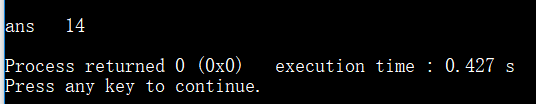 ans   14
Process returned 0 (0x0)   execution time : 0.427 s
Press any key to continue.